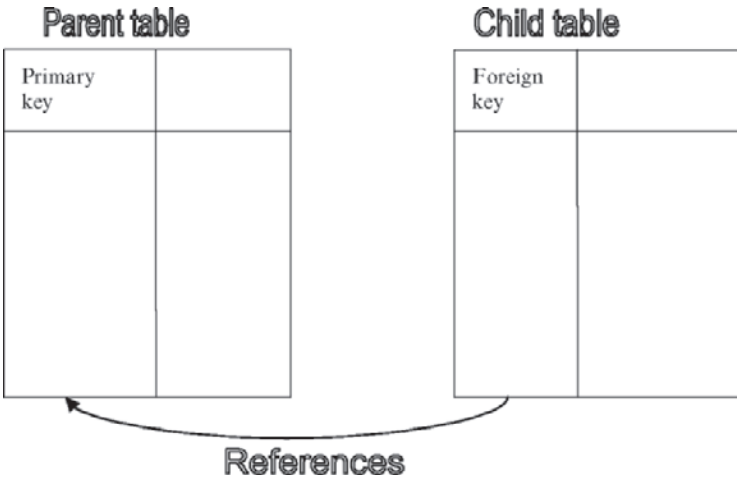 Parent table
Child table
Primary
key
Foreign
key
References